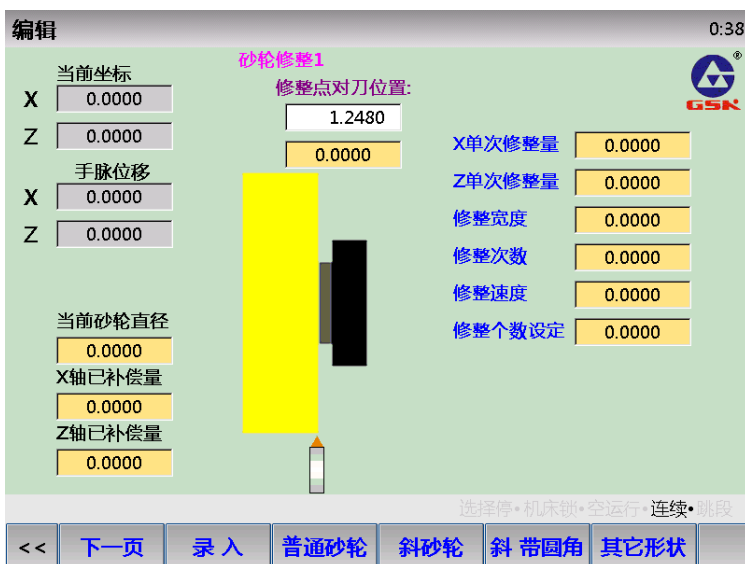 编辑 0:38
砂轮修整1
修整点对刀位置:
1.2480
0.0000
当前坐标
X 0.0000
Z 0.0000
手脉位移
X 0.0000
Z 0.0000
当前砂轮直径
0.0000
X轴已补偿量
0.0000
Z轴已补偿量
0.0000
GSK ®
X单次修整量 0.0000
Z单次修整量 0.0000
修整宽度 0.0000
修整次数 0.0000
修整速度 0.0000
修整个数设定 0.0000
选择停•机床锁•空运行•连续•跳段
<< 下一页 录入 普通砂轮 斜砂轮 斜 带圆角 其它形状